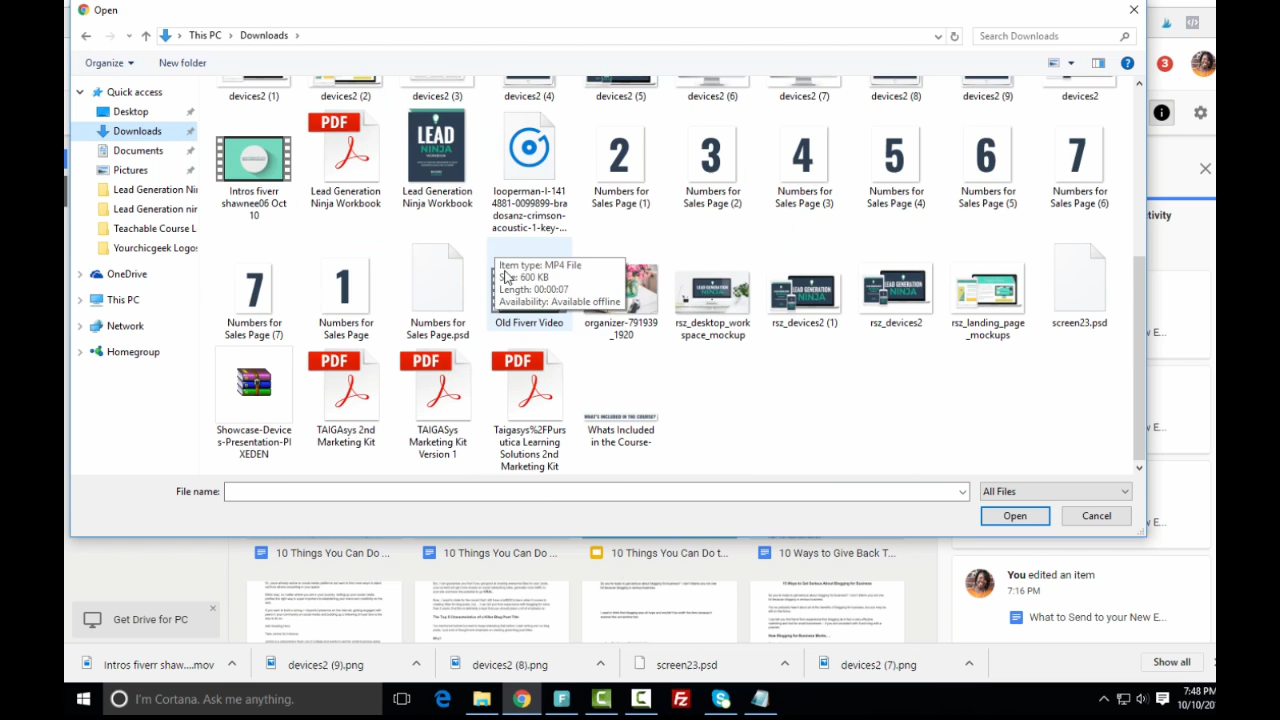 Open
This PC
Downloads
Search Downloads
Organize
New folder
3
Quick access
Desktop
Downloads
Documents
Pictures
Lead Generation Nin
Lead Generation nin
Teachable Course L
Yourchicgeek Logos
OneDrive
This PC
Network
Homegroup
devices2 (1)
devices2 (2)
devices2 (3)
devices2 (4)
devices2 (5)
devices2 (6)
devices2 (7)
devices2 (8)
devices2 (9)
devices2
PDF
LEAD
NINJA
2
3
4
5
6
7
Intros fiverr
shawnee06 Oct
10
Lead Generation
Ninja Workbook
Lead Generation
Ninja Workbook
looperman-l-141
4881-0099899-bra
dosanz-crimson-
acoustic-1-key-...
Numbers for
Sales Page (1)
Numbers for
Sales Page (2)
Numbers for
Sales Page (3)
Numbers for
Sales Page (4)
Numbers for
Sales Page (5)
Numbers for
Sales Page (6)
tivity
7
1
Item type: MP4 File
Size: 600 KB
Length: 00:00:07
Availability: Available offline
Numbers for
Sales Page (7)
Numbers for
Sales Page
Numbers for
Sales Page.psd
Old Fiverr Video
organizer-791939
_1920
rsz_desktop_work
space_mockup
rsz_devices2 (1)
rsz_devices2
rsz_landing_page
_mockups
screen23.psd
e E...
PDF
PDF
PDF
WHAT'S INCLUDED IN THE COURSE?
Showcase-Device
s-Presentation-PI
XEDEN
TAIGAsys 2nd
Marketing Kit
TAIGASys
Marketing Kit
Version 1
Taigasys%2FPurs
utica Learning
Solutions 2nd
Marketing Kit
Whats Included
in the Course-
e E...
File name:
All Files
Open
Cancel
e E...
10 Things You Can Do ...
10 Things You Can Do ...
10 Things You Can Do t...
10 Ways to Give Back T...
You edited an item
7:16 PM
What to Send to your New E...
Get Drive for PC
Intros fiverr shaw....mov
devices2 (9).png
devices2 (8).png
screen23.psd
devices2 (7).png
Show all
I'm Cortana. Ask me anything.
7:48 PM
10/10/20